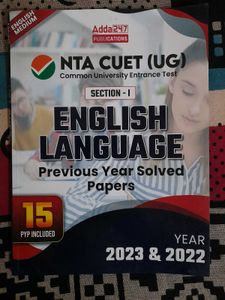 ENGLISH
MEDIUM
Adda247
PUBLICATIONS
NTA CUET (UG)
Common University Entrance Test
SECTION - I
ENGLISH
LANGUAGE
Previous Year Solved
Papers
15
PYP INCLUDED
YEAR
2023 & 2022